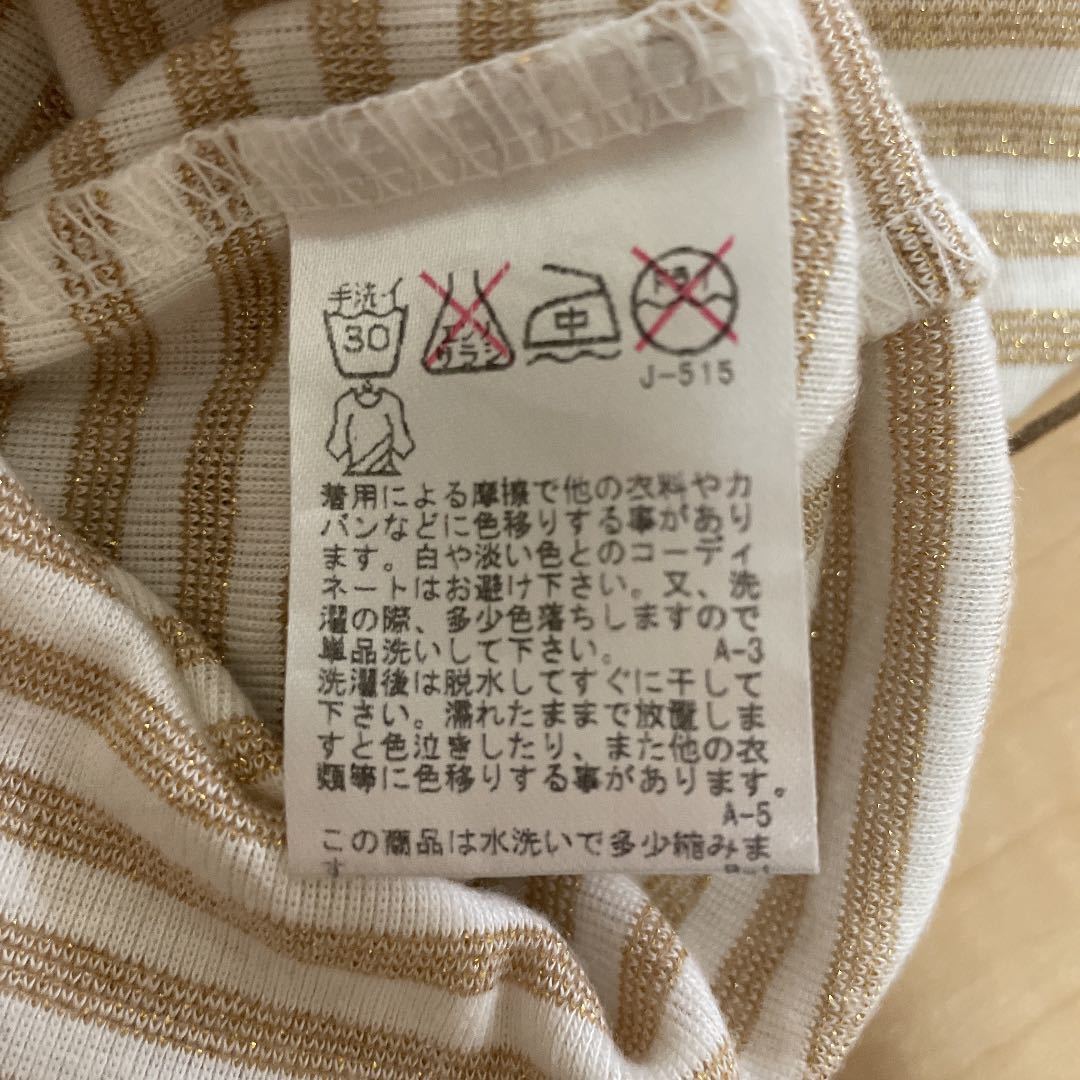 手洗イ
30
エンソ
サラシ
中
J-515
着用による摩擦で他の衣料やカ
バンなどに色移りする事があり
ます。白や淡い色とのコーディ
ネートはお避け下さい。又、洗
濯の際、多少色落ちしますので
単品洗いして下さい。 A-3
洗濯後は脱水してすぐに干して
下さい。濡れたままで放置しま
すと色泣きしたり、また他の衣
類等に色移りする事があります。
A-5
この商品は水洗いで多少縮みま
す